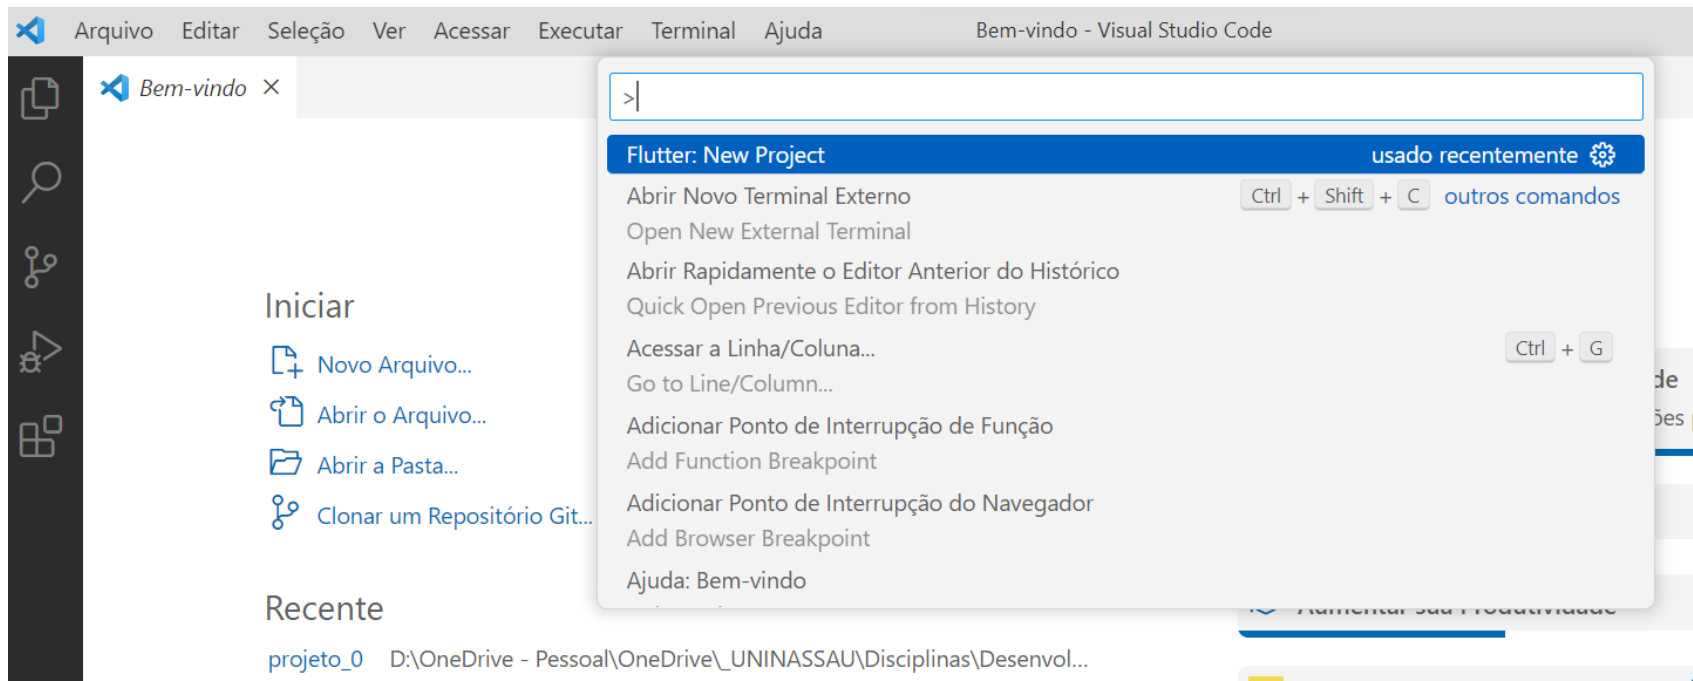 Arquivo Editar Seleção Ver Acessar Executar Terminal Ajuda Bem-vindo - Visual Studio Code
Bem-vindo
>
Flutter: New Project usado recentemente
Abrir Novo Terminal Externo Ctrl + Shift + C outros comandos
Open New External Terminal
Abrir Rapidamente o Editor Anterior do Histórico
Quick Open Previous Editor from History
Acessar a Linha/Coluna... Ctrl + G
Go to Line/Column...
Adicionar Ponto de Interrupção de Função
Add Function Breakpoint
Adicionar Ponto de Interrupção do Navegador
Add Browser Breakpoint
Ajuda: Bem-vindo
Iniciar
Novo Arquivo...
Abrir o Arquivo...
Abrir a Pasta...
Clonar um Repositório Git...
Recente
projeto_0 D:\OneDrive - Pessoal\OneDrive\_UNINASSAU\Disciplinas\Desenvol...
Aumentar sua Produtividade